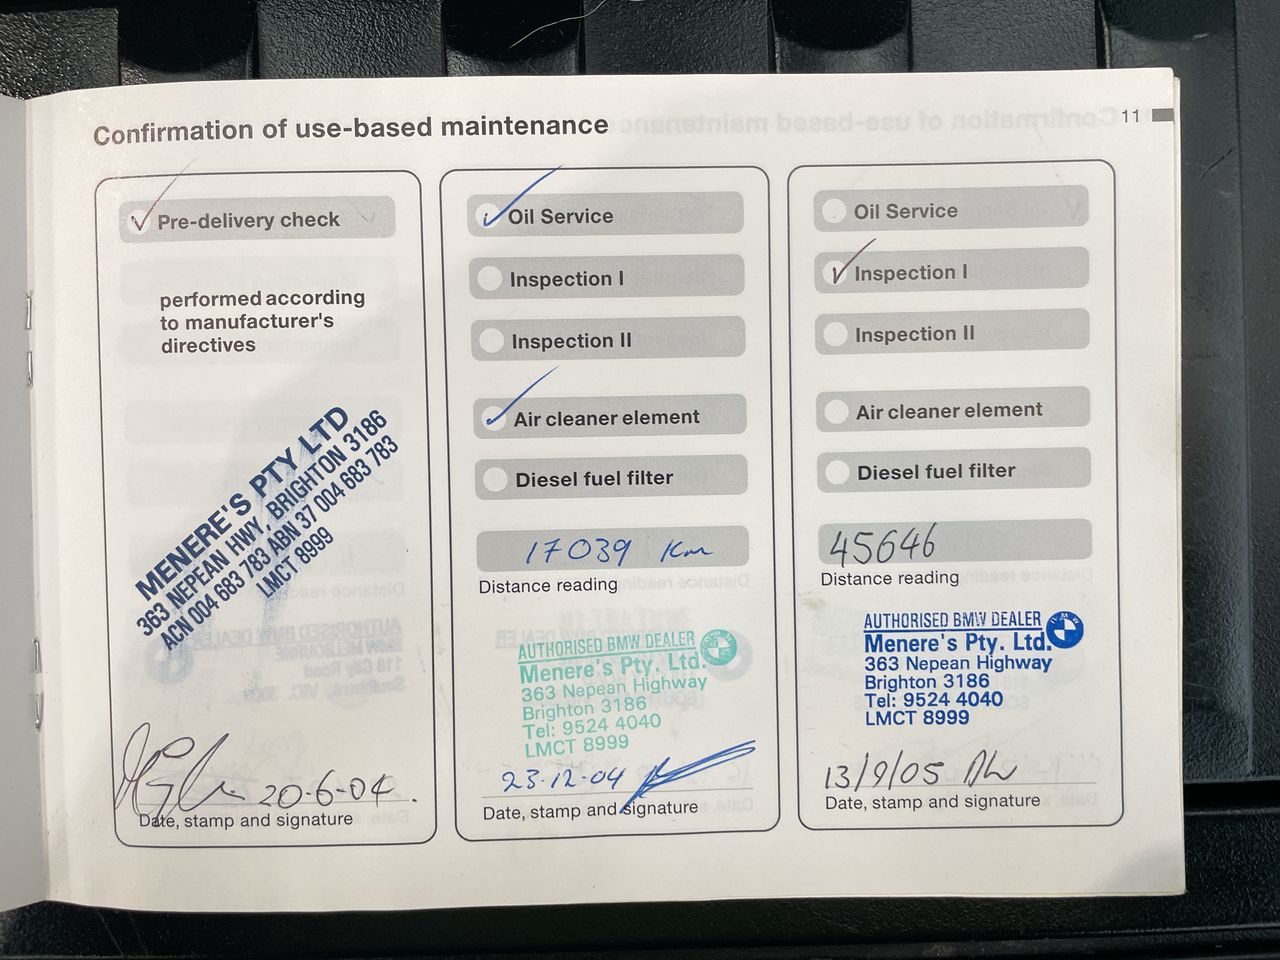 Confirmation of use-based maintenance
11
Pre-delivery check
performed according
to manufacturer's
directives
MENERE'S PTY LTD
363 NEPEAN HWY, BRIGHTON 3186
ACN 004 683 783 ABN 37 004 683 783
LMCT 8999
20-6-04.
Date, stamp and signature
Oil Service
Inspection I
Inspection II
Air cleaner element
Diesel fuel filter
17039 Km
Distance reading
AUTHORISED BMW DEALER
Menere's Pty. Ltd.
363 Nepean Highway
Brighton 3186
Tel: 9524 4040
LMCT 8999
23-12-04
Date, stamp and signature
Oil Service
Inspection I
Inspection II
Air cleaner element
Diesel fuel filter
45646
Distance reading
AUTHORISED BMW DEALER
Menere's Pty. Ltd.
BMW
363 Nepean Highway
Brighton 3186
Tel: 9524 4040
LMCT 8999
13/9/05
Date, stamp and signature